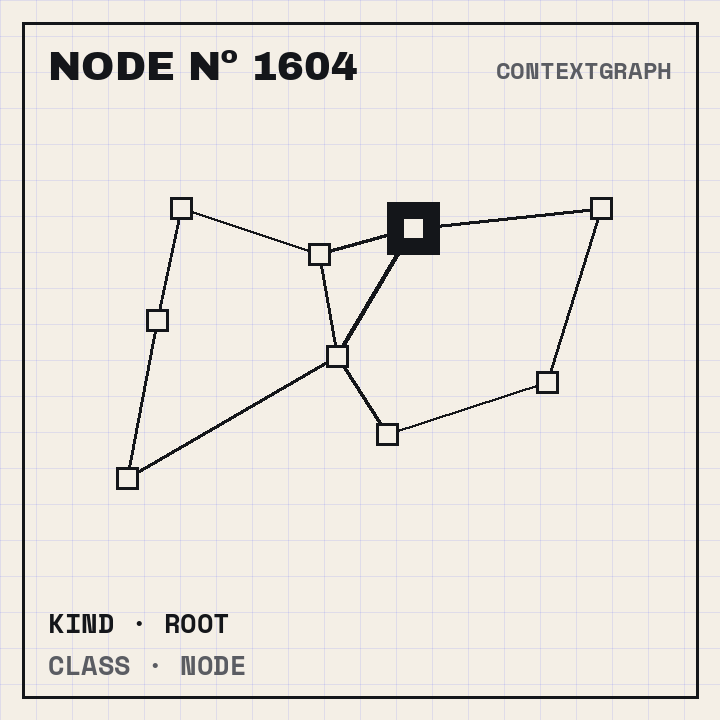 NODE Nº 1604
CONTEXTGRAPH
KIND · ROOT
CLASS · NODE